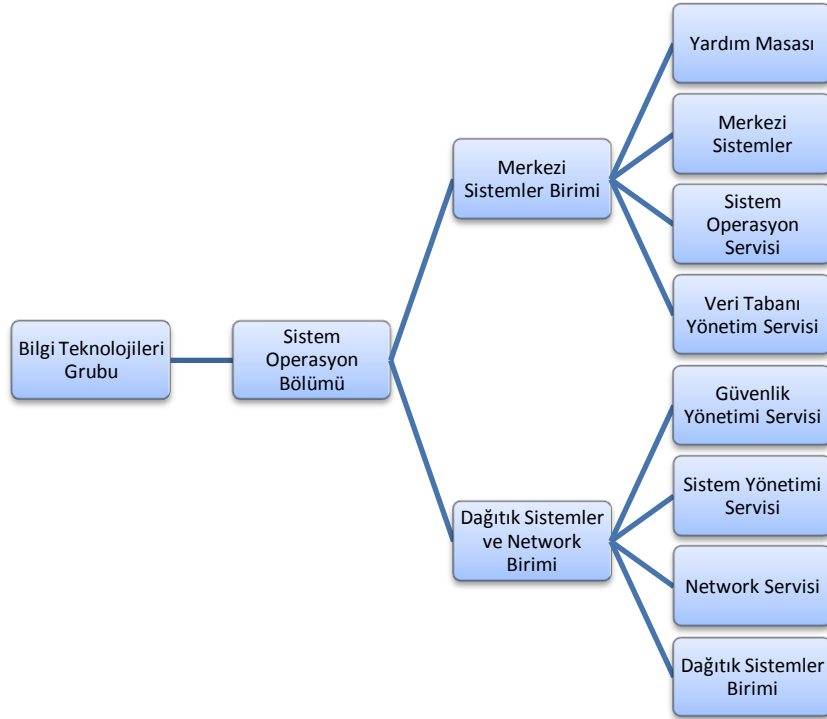 Yardım Masası
Merkezi
Sistemler
Merkezi
Sistemler Birimi
Sistem
Operasyon
Servisi
Veri Tabanı
Yönetim Servisi
Bilgi Teknolojileri
Grubu
Sistem
Operasyon
Bölümü
Güvenlik
Yönetimi Servisi
Sistem Yönetimi
Servisi
Dağıtık Sistemler
ve Network
Birimi
Network Servisi
Dağıtık Sistemler
Birimi